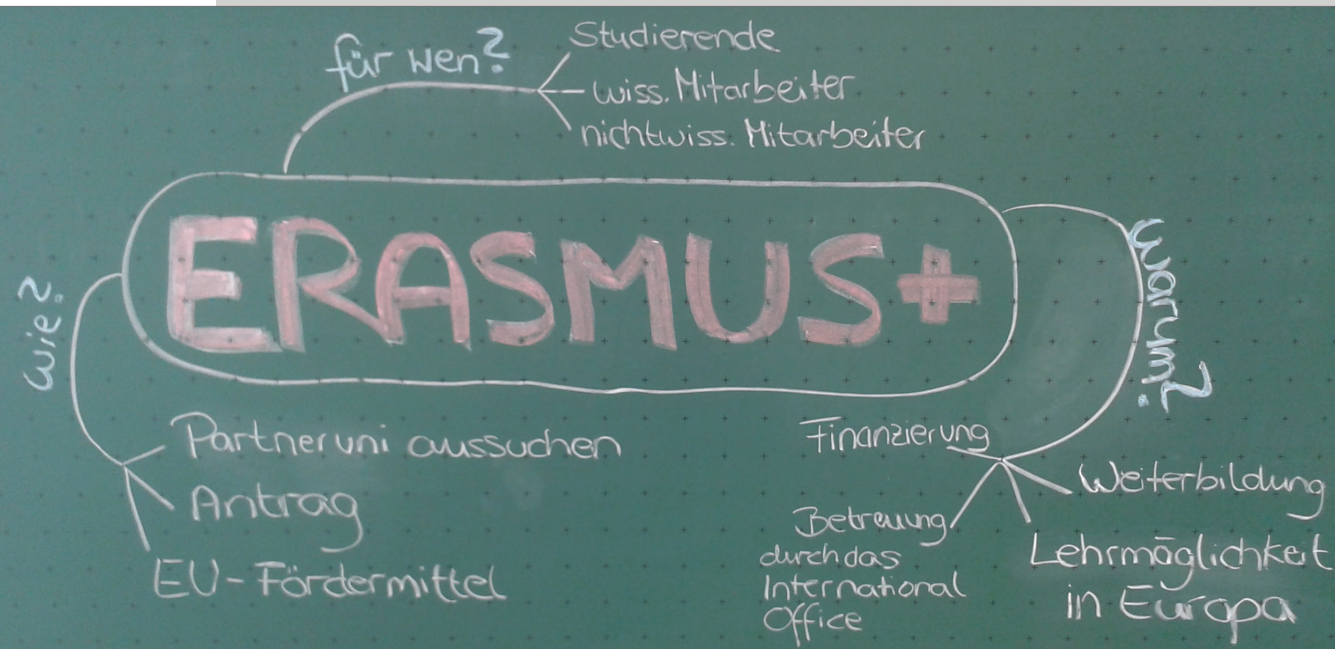 für wen?
Studierende
wiss. Mitarbeiter
nichtwiss. Mitarbeiter
ERASMUS+
wie?
Partneruni aussuchen
Antrag
EU-Fördermittel
warum?
Finanzierung
Betreuung
durch das
International
Office
Weiterbildung
Lehrmöglichkeit
in Europa